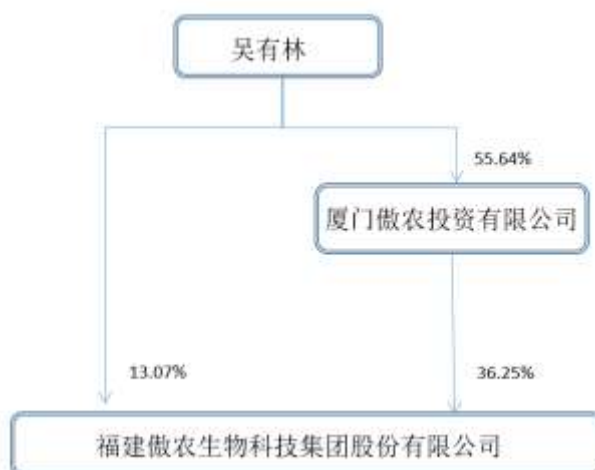 吴有林
55.64%
厦门傲农投资有限公司
13.07%
36.25%
福建傲农生物科技集团股份有限公司